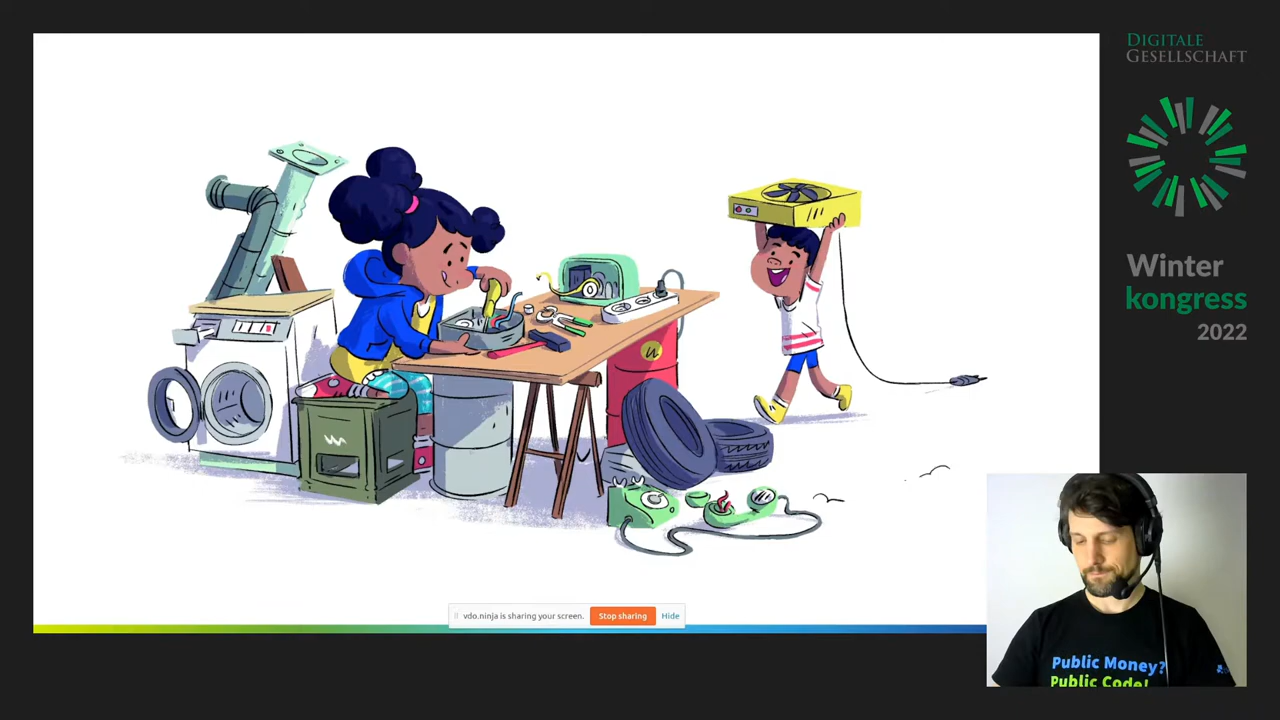 DIGITALE
GESELLSCHAFT
Winter
kongress
2022
vdo.ninja is sharing your screen.
Stop sharing
Hide
Public Money?
Public Code!